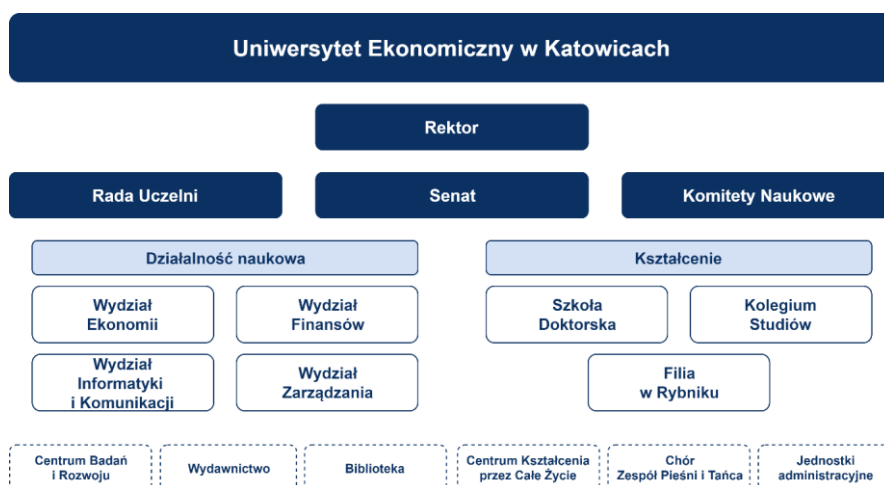 Uniwersytet Ekonomiczny w Katowicach
Rektor
Rada Uczelni
Senat
Komitety Naukowe
Działalność naukowa
Kształcenie
Wydział
Ekonomii
Wydział
Finansów
Szkoła
Doktorska
Kolegium
Studiów
Wydział
Informatyki
i Komunikacji
Wydział
Zarządzania
Filia
w Rybniku
Centrum Badań
i Rozwoju
Wydawnictwo
Biblioteka
Centrum Kształcenia
przez Całe Życie
Chór
Zespół Pieśni i Tańca
Jednostki
administracyjne